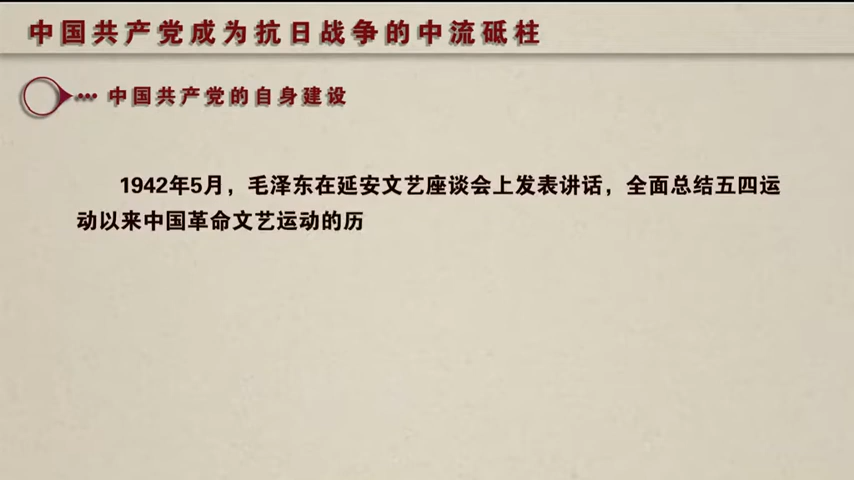 中国共产党成为抗日战争的中流砥柱
中国共产党的自身建设
1942年5月，毛泽东在延安文艺座谈会上发表讲话，全面总结五四运
动以来中国革命文艺运动的历